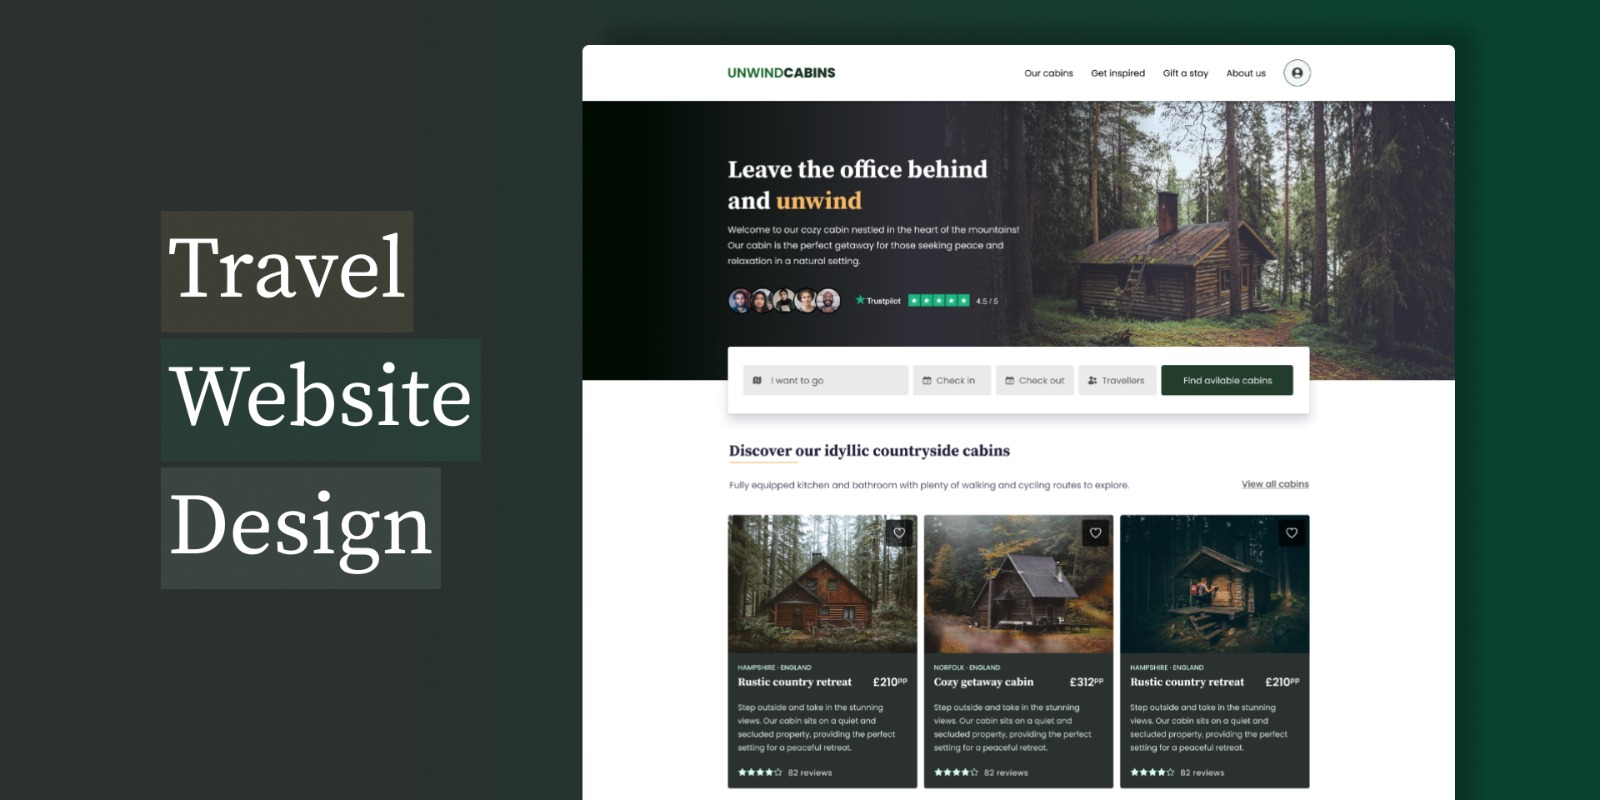 Travel
Website
Design
UNWINDCABINS
Our cabins
Get inspired
Gift a stay
About us
Leave the office behind
and unwind
Welcome to our cozy cabin nestled in the heart of the mountains!
Our cabin is the perfect getaway for those seeking peace and
relaxation in a natural setting.
Trustpilot
4.5 / 5
I want to go
Check in
Check out
Travellers
Find avilable cabins
Discover our idyllic countryside cabins
Fully equipped kitchen and bathroom with plenty of walking and cycling routes to explore.
View all cabins
HAMPSHIRE · ENGLAND
Rustic country retreat £210PP
Step outside and take in the stunning
views. Our cabin sits on a quiet and
secluded property, providing the perfect
setting for a peaceful retreat.
82 reviews
NORFOLK · ENGLAND
Cozy getaway cabin £312PP
Step outside and take in the stunning
views. Our cabin sits on a quiet and
secluded property, providing the perfect
setting for a peaceful retreat.
82 reviews
HAMPSHIRE · ENGLAND
Rustic country retreat £210PP
Step outside and take in the stunning
views. Our cabin sits on a quiet and
secluded property, providing the perfect
setting for a peaceful retreat.
82 reviews